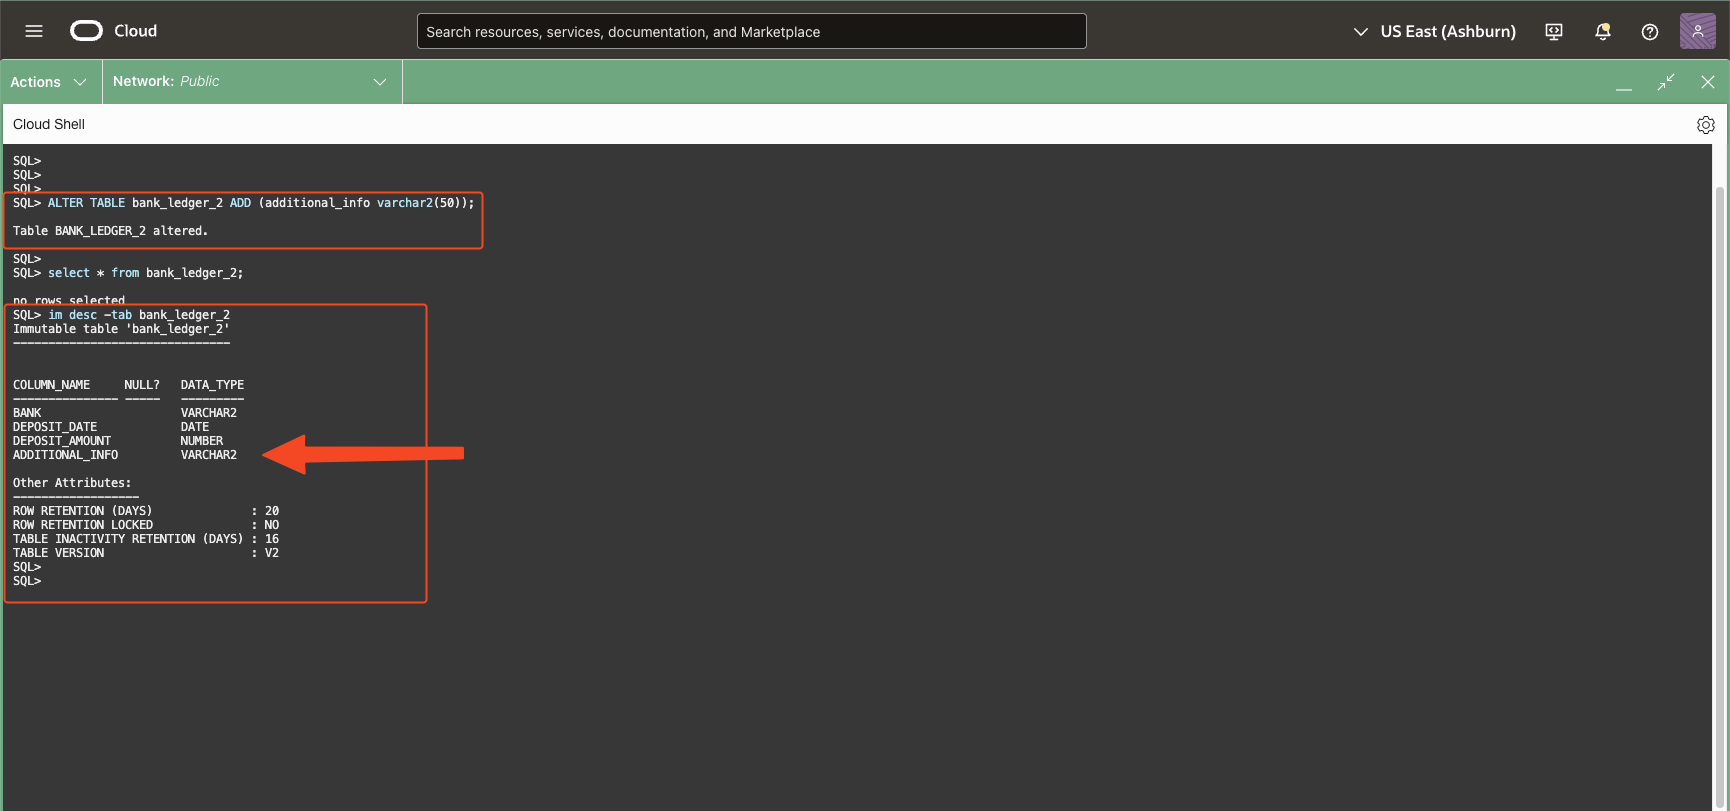 Cloud
Search resources, services, documentation, and Marketplace
US East (Ashburn)
Actions
Network: Public
Cloud Shell
SQL>
SQL>
SQL>
SQL> ALTER TABLE bank_ledger_2 ADD (additional_info varchar2(50));
Table BANK_LEDGER_2 altered.
SQL>
SQL> select * from bank_ledger_2;
no rows selected
SQL> im desc -tab bank_ledger_2
Immutable table 'bank_ledger_2'
-------------------------------
COLUMN_NAME NULL? DATA_TYPE
--------------- ----- ---------
BANK VARCHAR2
DEPOSIT_DATE DATE
DEPOSIT_AMOUNT NUMBER
ADDITIONAL_INFO VARCHAR2
Other Attributes:
------------------
ROW RETENTION (DAYS) : 20
ROW RETENTION LOCKED : NO
TABLE INACTIVITY RETENTION (DAYS) : 16
TABLE VERSION : V2
SQL>
SQL>